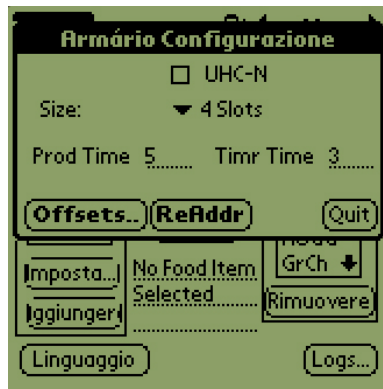 Armário Configurazione
UHC-N
Size: 4 Slots
Prod Time 5 Timr Time 3
Offsets.. ReAddr Quit
GrCh
Imposta... No Food Item
Selected
Aggiungere Rimuovere
Linguaggio Logs...